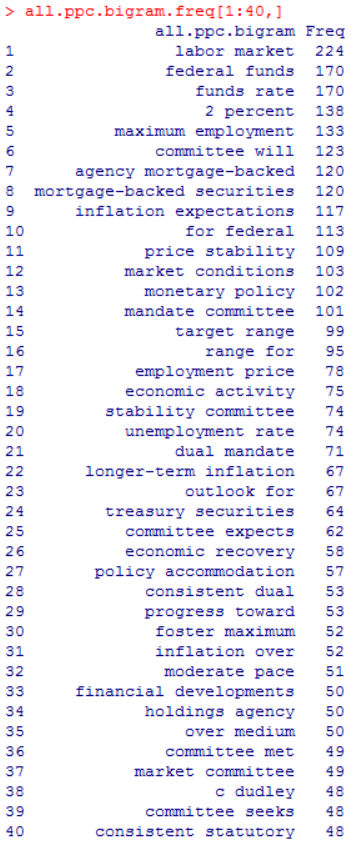 > all.ppc.bigram.freq[1:40,]
all.ppc.bigram Freq
1 labor market 224
2 federal funds 170
3 funds rate 170
4 2 percent 138
5 maximum employment 133
6 committee will 123
7 agency mortgage-backed 120
8 mortgage-backed securities 120
9 inflation expectations 117
10 for federal 113
11 price stability 109
12 market conditions 103
13 monetary policy 102
14 mandate committee 101
15 target range 99
16 range for 95
17 employment price 78
18 economic activity 75
19 stability committee 74
20 unemployment rate 74
21 dual mandate 71
22 longer-term inflation 67
23 outlook for 67
24 treasury securities 64
25 committee expects 62
26 economic recovery 58
27 policy accommodation 57
28 consistent dual 53
29 progress toward 53
30 foster maximum 52
31 inflation over 52
32 moderate pace 51
33 financial developments 50
34 holdings agency 50
35 over medium 50
36 committee met 49
37 market committee 49
38 c dudley 48
39 committee seeks 48
40 consistent statutory 48